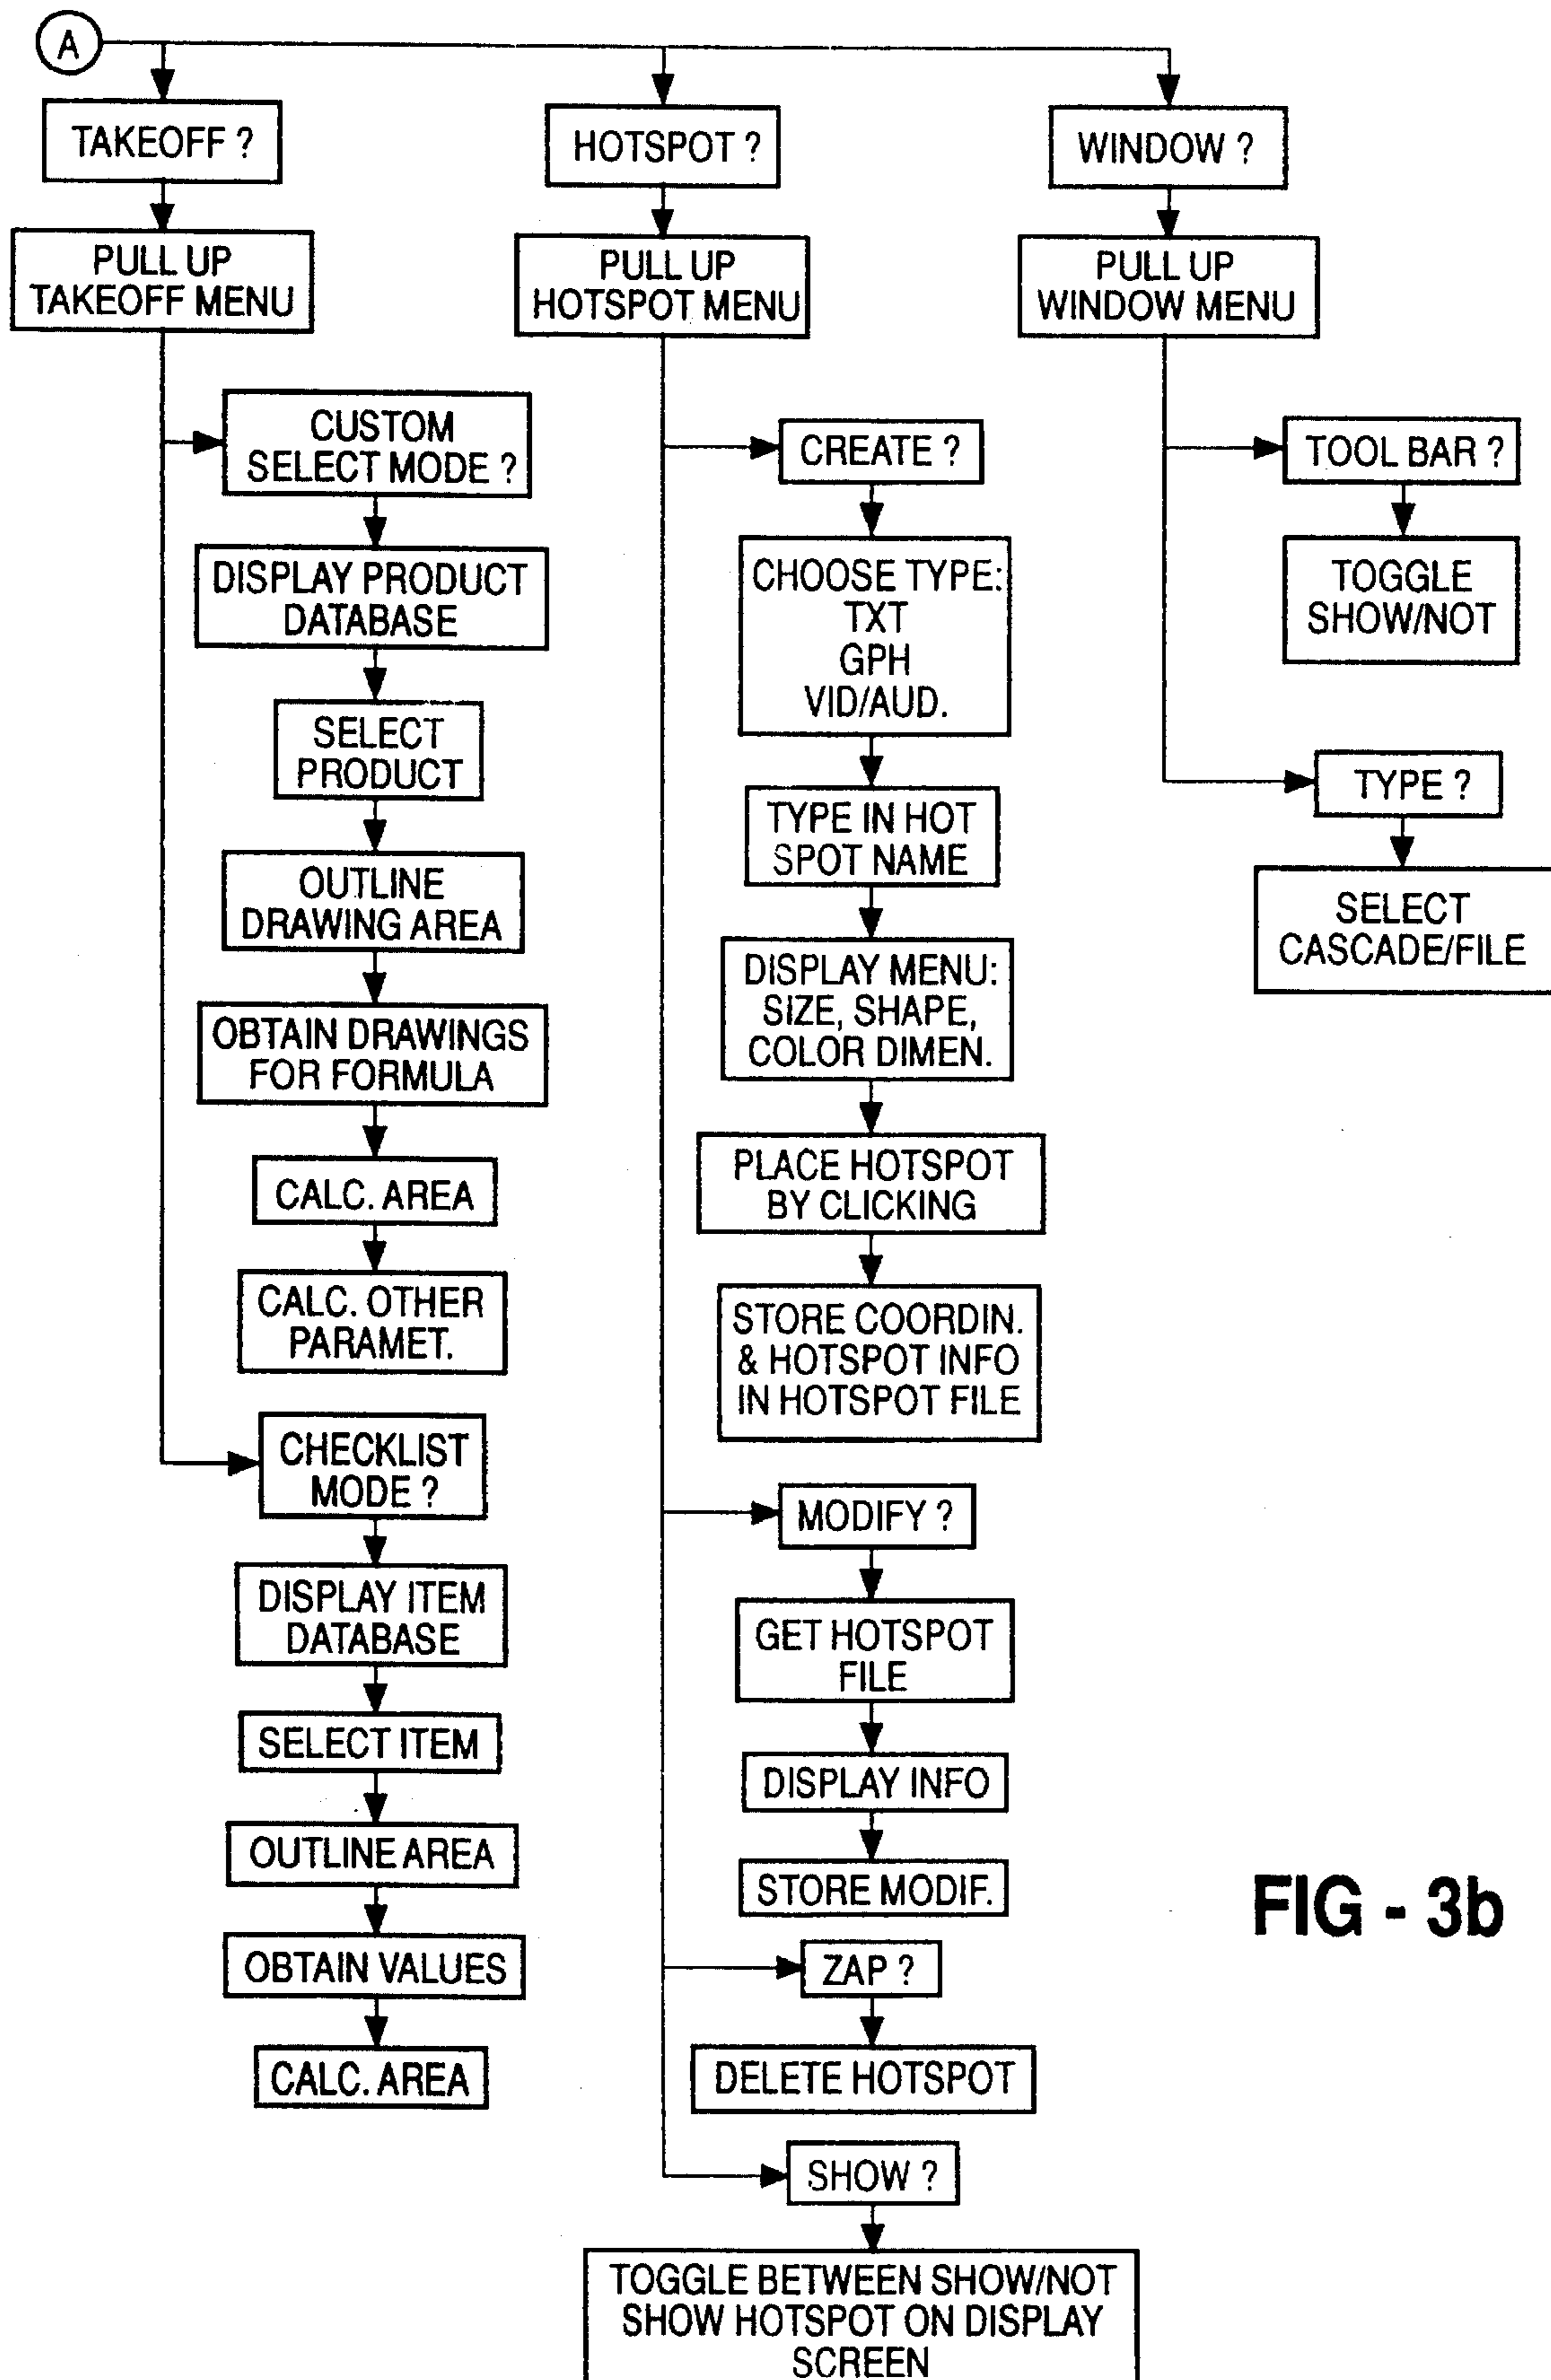 A
TAKEOFF ?
PULL UP
TAKEOFF MENU
CUSTOM
SELECT MODE ?
DISPLAY PRODUCT
DATABASE
SELECT
PRODUCT
OUTLINE
DRAWING AREA
OBTAIN DRAWINGS
FOR FORMULA
CALC. AREA
CALC. OTHER
PARAMET.
CHECKLIST
MODE ?
DISPLAY ITEM
DATABASE
SELECT ITEM
OUTLINE AREA
OBTAIN VALUES
CALC. AREA
HOTSPOT ?
PULL UP
HOTSPOT MENU
CREATE ?
CHOOSE TYPE:
TXT
GPH
VID/AUD.
TYPE IN HOT
SPOT NAME
DISPLAY MENU:
SIZE, SHAPE,
COLOR DIMEN.
PLACE HOTSPOT
BY CLICKING
STORE COORDIN.
& HOTSPOT INFO
IN HOTSPOT FILE
MODIFY ?
GET HOTSPOT
FILE
DISPLAY INFO
STORE MODIF.
ZAP ?
DELETE HOTSPOT
SHOW ?
TOGGLE BETWEEN SHOW/NOT
SHOW HOTSPOT ON DISPLAY
SCREEN
WINDOW ?
PULL UP
WINDOW MENU
TOOL BAR ?
TOGGLE
SHOW/NOT
TYPE ?
SELECT
CASCADE/FILE
FIG - 3b